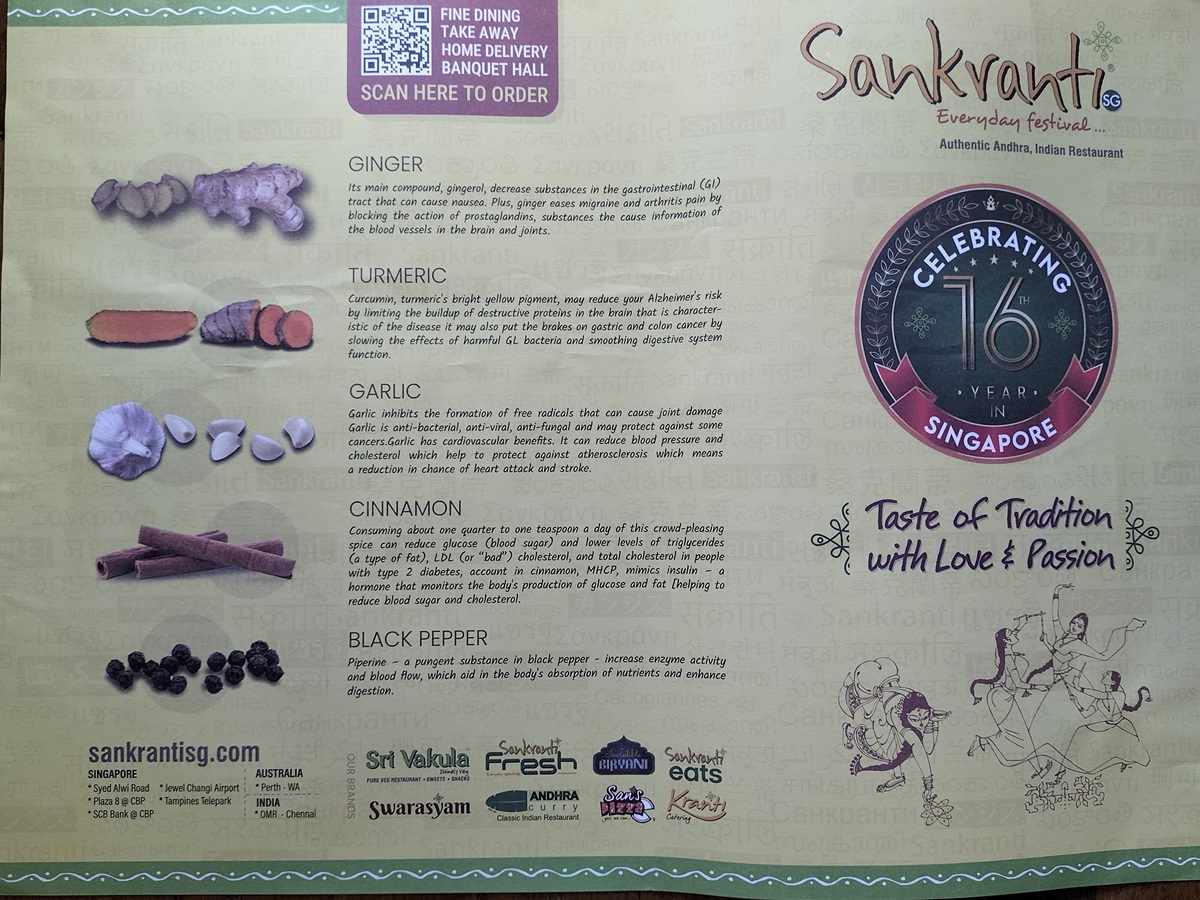 FINE DINING
TAKE AWAY
HOME DELIVERY
BANQUET HALL
SCAN HERE TO ORDER
Sankranti
SG
Everyday festival...
Authentic Andhra, Indian Restaurant
GINGER
Its main compound, gingerol, decrease substances in the gastrointestinal (GI)
tract that can cause nausea. Plus, ginger eases migraine and arthritis pain by
blocking the action of prostaglandins, substances the cause information of
the blood vessels in the brain and joints.
TURMERIC
Curcumin, turmeric's bright yellow pigment, may reduce your Alzheimer's risk
by limiting the buildup of destructive proteins in the brain that is character-
istic of the disease it may also put the brakes on gastric and colon cancer by
slowing the effects of harmful GL bacteria and smoothing digestive system
function.
GARLIC
Garlic inhibits the formation of free radicals that can cause joint damage
Garlic is anti-bacterial, anti-viral, anti-fungal and may protect against some
cancers.Garlic has cardiovascular benefits. It can reduce blood pressure and
cholesterol which help to protect against atherosclerosis which means
a reduction in chance of heart attack and stroke.
CINNAMON
Consuming about one quarter to one teaspoon a day of this crowd-pleasing
spice can reduce glucose (blood sugar) and lower levels of triglycerides
(a type of fat), LDL (or “bad”) cholesterol, and total cholesterol in people
with type 2 diabetes, account in cinnamon, MHCP, mimics insulin – a
hormone that monitors the body's production of glucose and fat [helping to
reduce blood sugar and cholesterol.
BLACK PEPPER
Piperine – a pungent substance in black pepper - increase enzyme activity
and blood flow, which aid in the body's absorption of nutrients and enhance
digestion.
CELEBRATING
16TH
YEAR
IN
SINGAPORE
Taste of Tradition
with Love & Passion
sankrantisg.com
SINGAPORE
* Syed Alwi Road
* Plaza 8 @ CBP
* SCB Bank @ CBP
* Jewel Changi Airport
* Tampines Telepark
AUSTRALIA
* Perth - WA
INDIA
* OMR - Chennai
OUR BRANDS
Sri Vakula
Divinely Veg
PURE VEG RESTAURANT • SWEETS • SNACKS
Sankranti
Fresh
BIRYANI
Sankranti
eats
Swarasyam
ANDHRA
curry
Classic Indian Restaurant
San's
PIZZA
Kranti
Catering